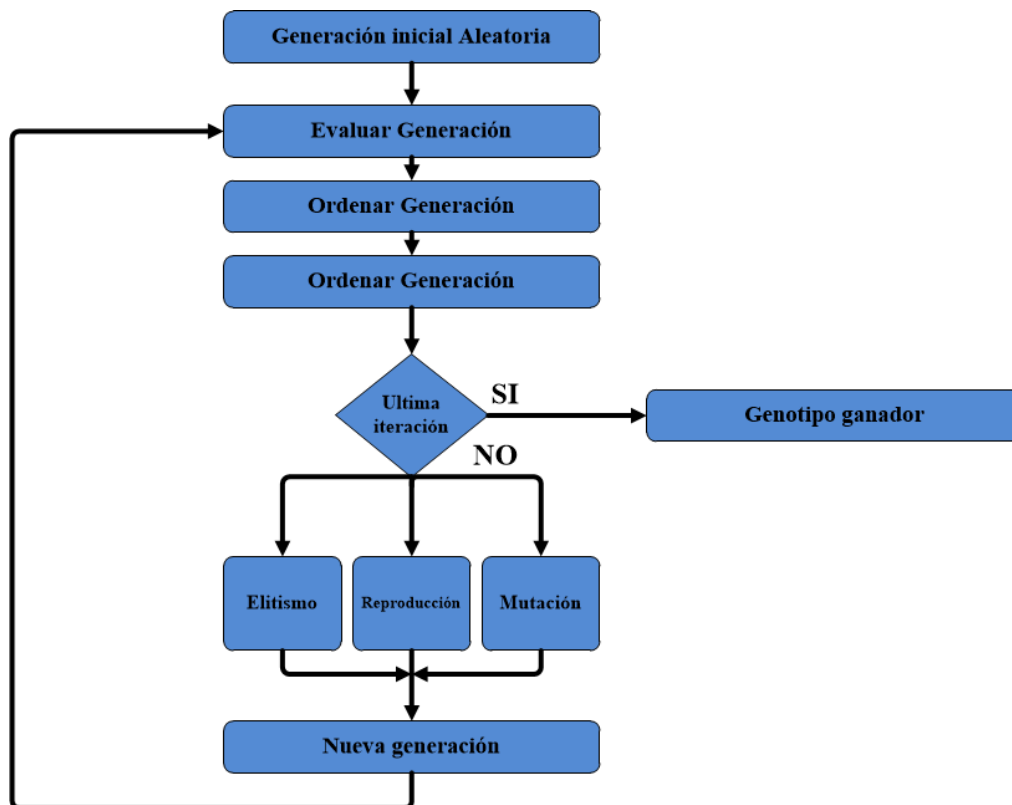 Generación inicial Aleatoria
Evaluar Generación
Ordenar Generación
Ordenar Generación
Ultima
iteración
SI
Genotipo ganador
NO
Elitismo
Reproducción
Mutación
Nueva generación